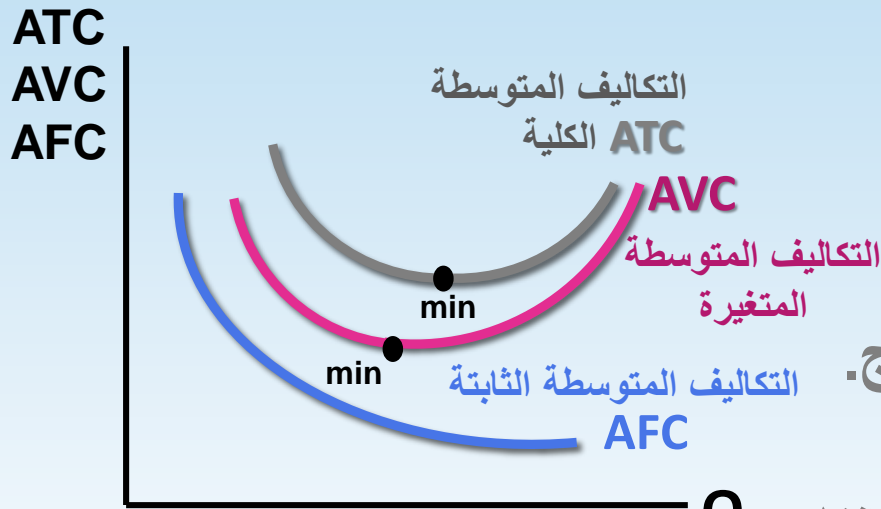 ATC
AVC
AFC
التكاليف المتوسطة
الكلية ATC
AVC
التكاليف المتوسطة
المتغيرة
min
min
التكاليف المتوسطة الثابتة
AFC
ج.
Q